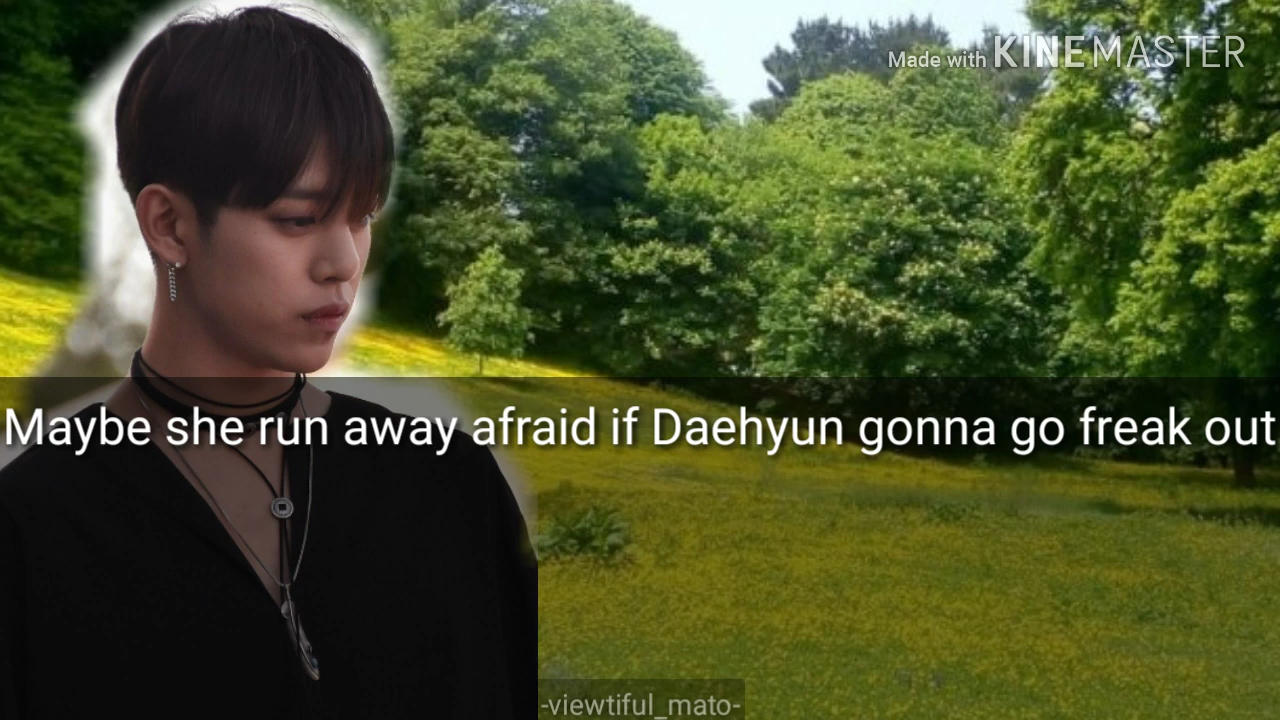 Made with KINEMASTER
Maybe she run away afraid if Daehyun gonna go freak out
-viewtiful_mato-